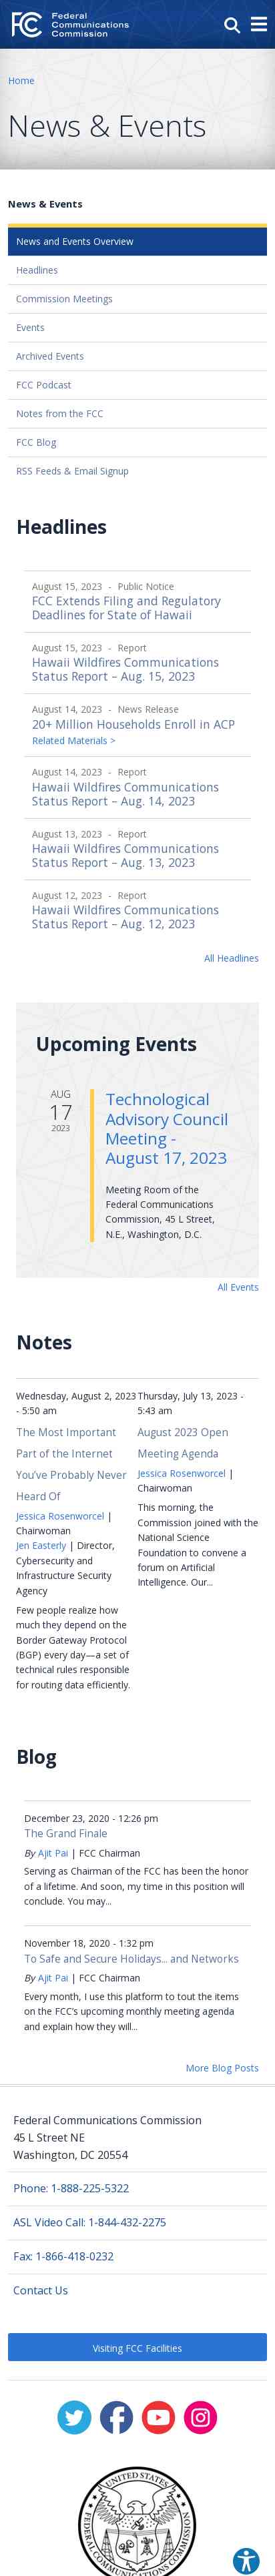 FCC Federal
Communications
Commission
Home
News & Events
News & Events
News and Events Overview
Headlines
Commission Meetings
Events
Archived Events
FCC Podcast
Notes from the FCC
FCC Blog
RSS Feeds & Email Signup
Headlines
August 15, 2023 - Public Notice
FCC Extends Filing and Regulatory
Deadlines for State of Hawaii
August 15, 2023 - Report
Hawaii Wildfires Communications
Status Report – Aug. 15, 2023
August 14, 2023 - News Release
20+ Million Households Enroll in ACP
Related Materials >
August 14, 2023 - Report
Hawaii Wildfires Communications
Status Report – Aug. 14, 2023
August 13, 2023 - Report
Hawaii Wildfires Communications
Status Report – Aug. 13, 2023
August 12, 2023 - Report
Hawaii Wildfires Communications
Status Report – Aug. 12, 2023
All Headlines
Upcoming Events
AUG
17
2023
Technological
Advisory Council
Meeting -
August 17, 2023
Meeting Room of the
Federal Communications
Commission, 45 L Street,
N.E., Washington, D.C.
All Events
Notes
Wednesday, August 2, 2023
- 5:50 am
The Most Important
Part of the Internet
You've Probably Never
Heard Of
Jessica Rosenworcel |
Chairwoman
Jen Easterly | Director,
Cybersecurity and
Infrastructure Security
Agency
Few people realize how
much they depend on the
Border Gateway Protocol
(BGP) every day—a set of
technical rules responsible
for routing data efficiently.
Thursday, July 13, 2023 -
5:43 am
August 2023 Open
Meeting Agenda
Jessica Rosenworcel |
Chairwoman
This morning, the
Commission joined with the
National Science
Foundation to convene a
forum on Artificial
Intelligence. Our...
Blog
December 23, 2020 - 12:26 pm
The Grand Finale
By Ajit Pai | FCC Chairman
Serving as Chairman of the FCC has been the honor
of a lifetime. And soon, my time in this position will
conclude. You may...
November 18, 2020 - 1:32 pm
To Safe and Secure Holidays... and Networks
By Ajit Pai | FCC Chairman
Every month, I use this platform to tout the items
on the FCC's upcoming monthly meeting agenda
and explain how they will...
More Blog Posts
Federal Communications Commission
45 L Street NE
Washington, DC 20554
Phone: 1-888-225-5322
ASL Video Call: 1-844-432-2275
Fax: 1-866-418-0232
Contact Us
Visiting FCC Facilities